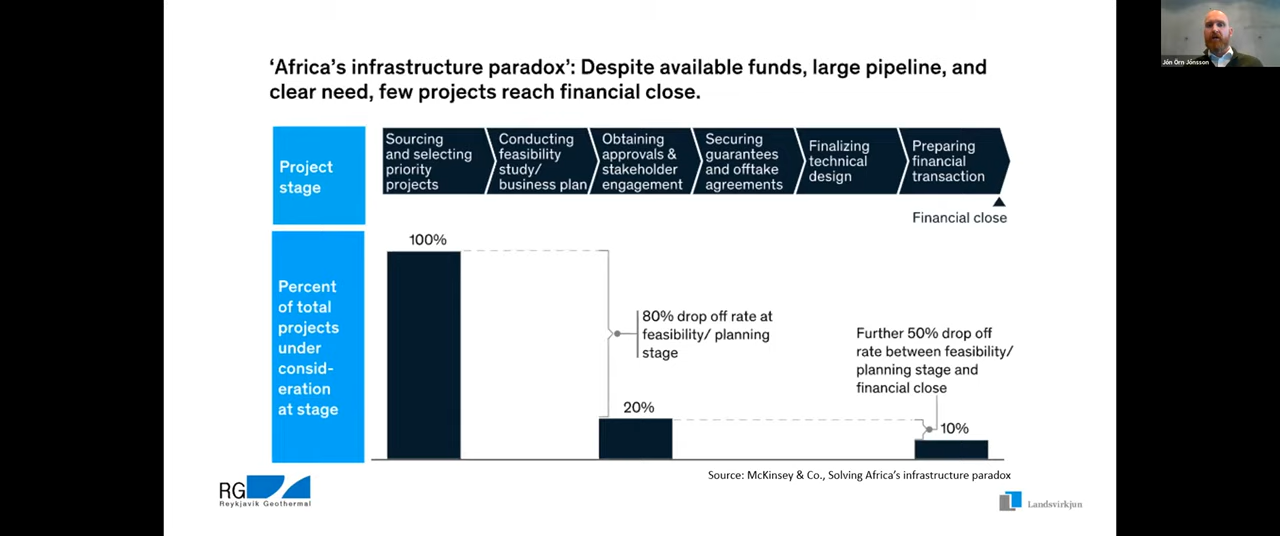 Jón Örn Jónsson
‘Africa’s infrastructure paradox’: Despite available funds, large pipeline, and
clear need, few projects reach financial close.
Project
stage
Sourcing
and selecting
priority
projects
Conducting
feasibility
study/
business plan
Obtaining
approvals &
stakeholder
engagement
Securing
guarantees
and offtake
agreements
Finalizing
technical
design
Preparing
financial
transaction
Financial close
Percent
of total
projects
under
consid-
eration
at stage
100%
80% drop off rate at
feasibility/ planning
stage
20%
Further 50% drop off
rate between feasibility/
planning stage and
financial close
10%
Source: McKinsey & Co., Solving Africa’s infrastructure paradox
RG
Reykjavik Geothermal
Landsvirkjun